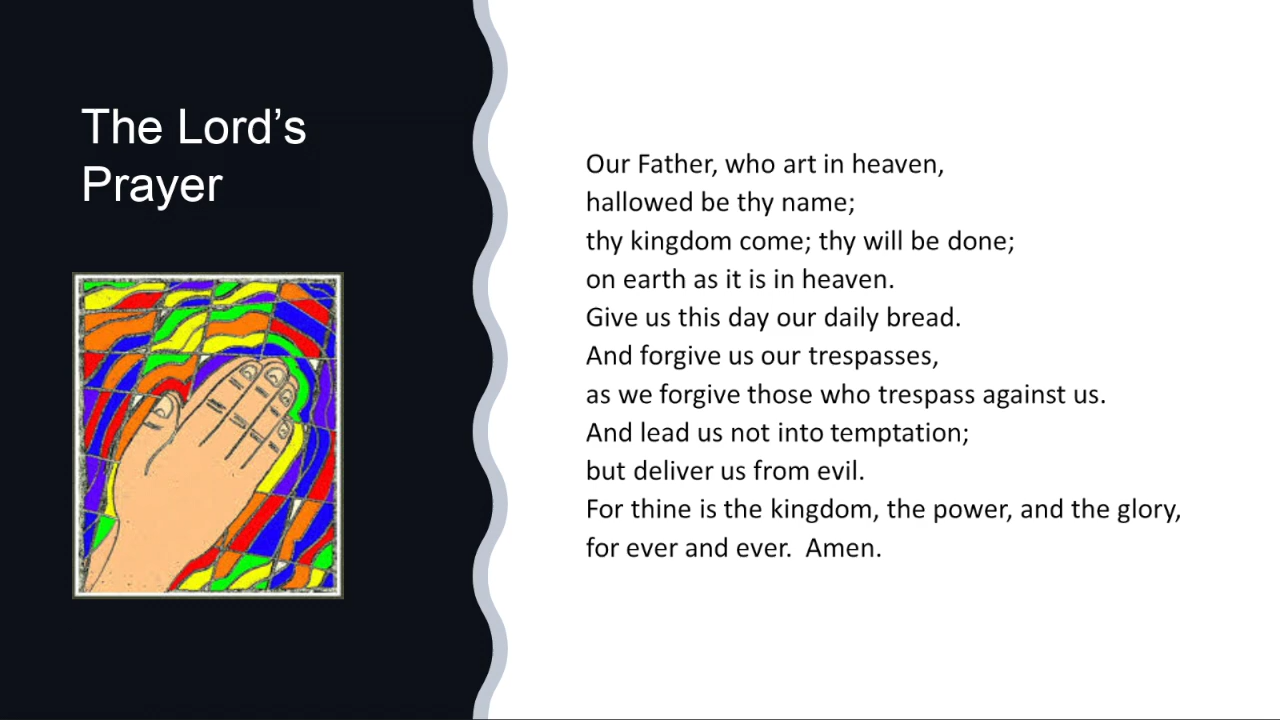 The Lord’s
Prayer
Our Father, who art in heaven,
hallowed be thy name;
thy kingdom come; thy will be done;
on earth as it is in heaven.
Give us this day our daily bread.
And forgive us our trespasses,
as we forgive those who trespass against us.
And lead us not into temptation;
but deliver us from evil.
For thine is the kingdom, the power, and the glory,
for ever and ever.  Amen.